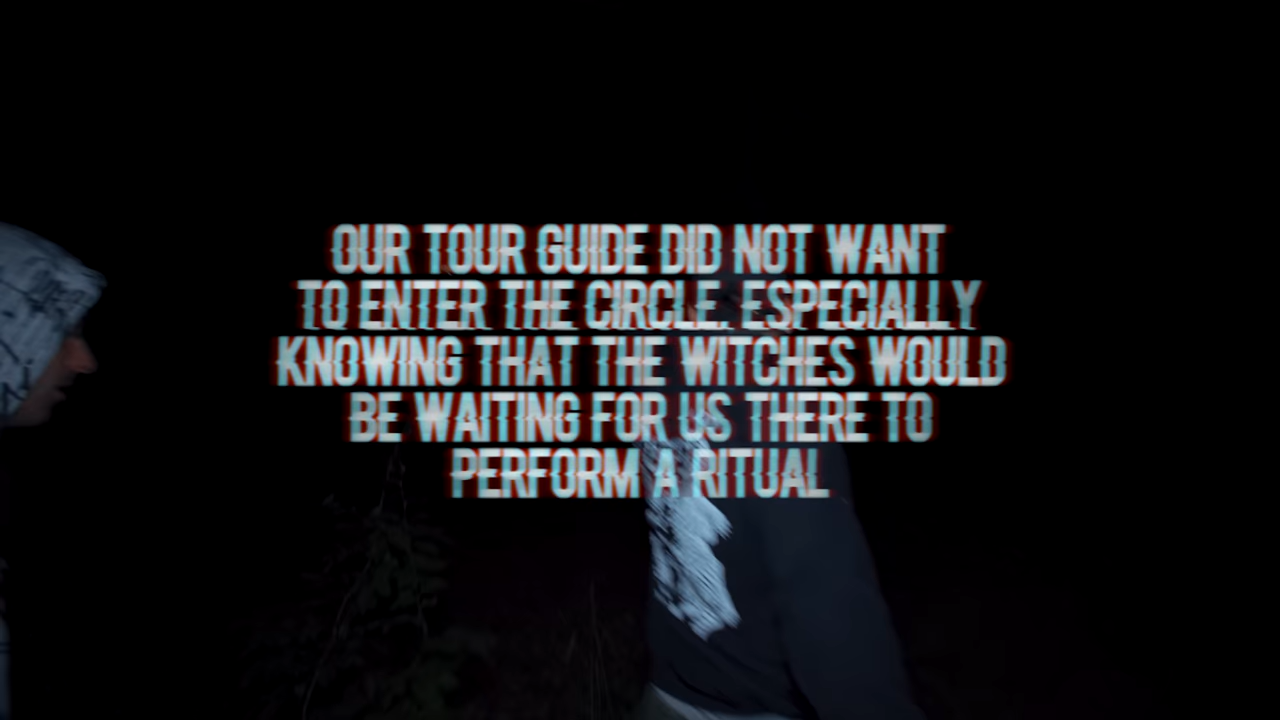 OUR TOUR GUIDE DID NOT WANT
TO ENTER THE CIRCLE, ESPECIALLY
KNOWING THAT THE WITCHES WOULD
BE WAITING FOR US THERE TO
PERFORM A RITUAL